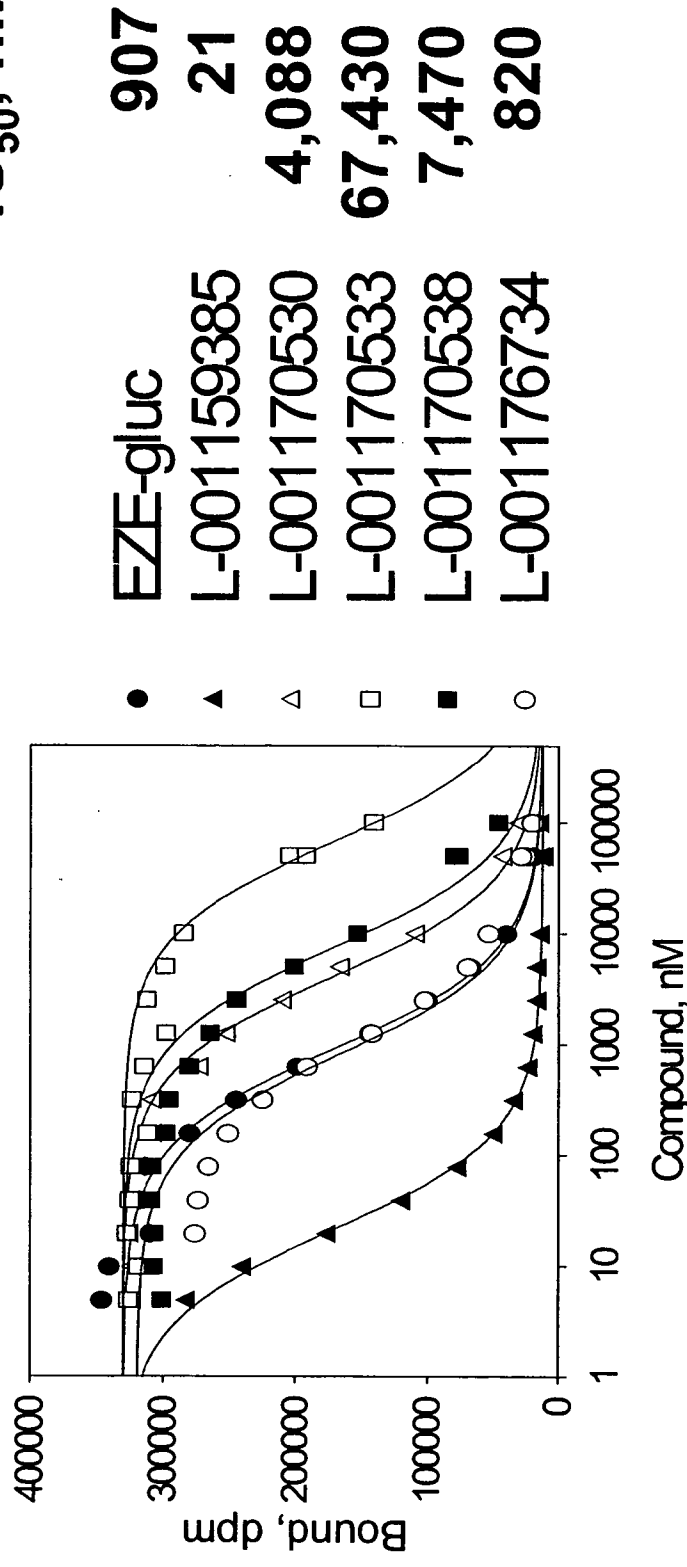 EZE-gluc 907
L-001159385 21
L-001170530 4,088
L-001170533 67,430
L-001170538 7,470
L-001176734 820
400000
300000
200000
100000
0
Bound, dpm
1 10 100 1000 10000 100000
Compound, nM